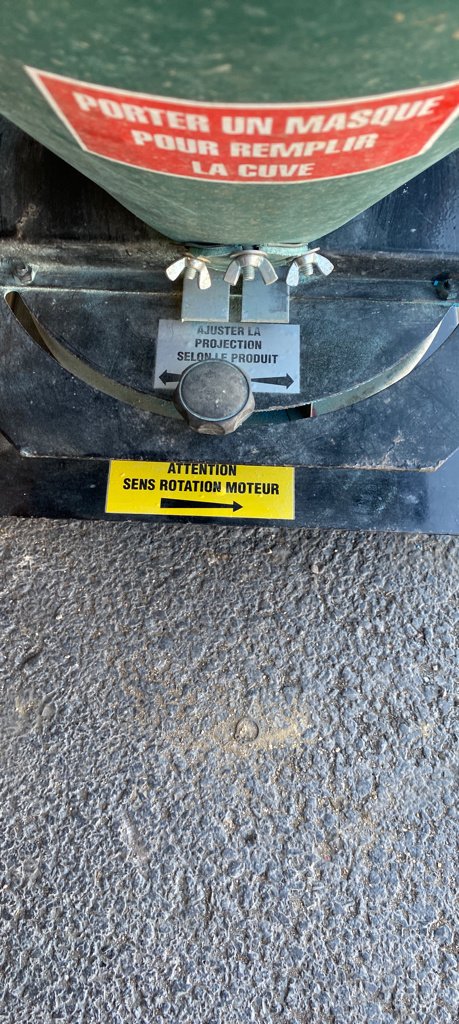 PORTER UN MASQUE
POUR REMPLIR
LA CUVE
AJUSTER LA
PROJECTION
SELON LE PRODUIT
ATTENTION
SENS ROTATION MOTEUR